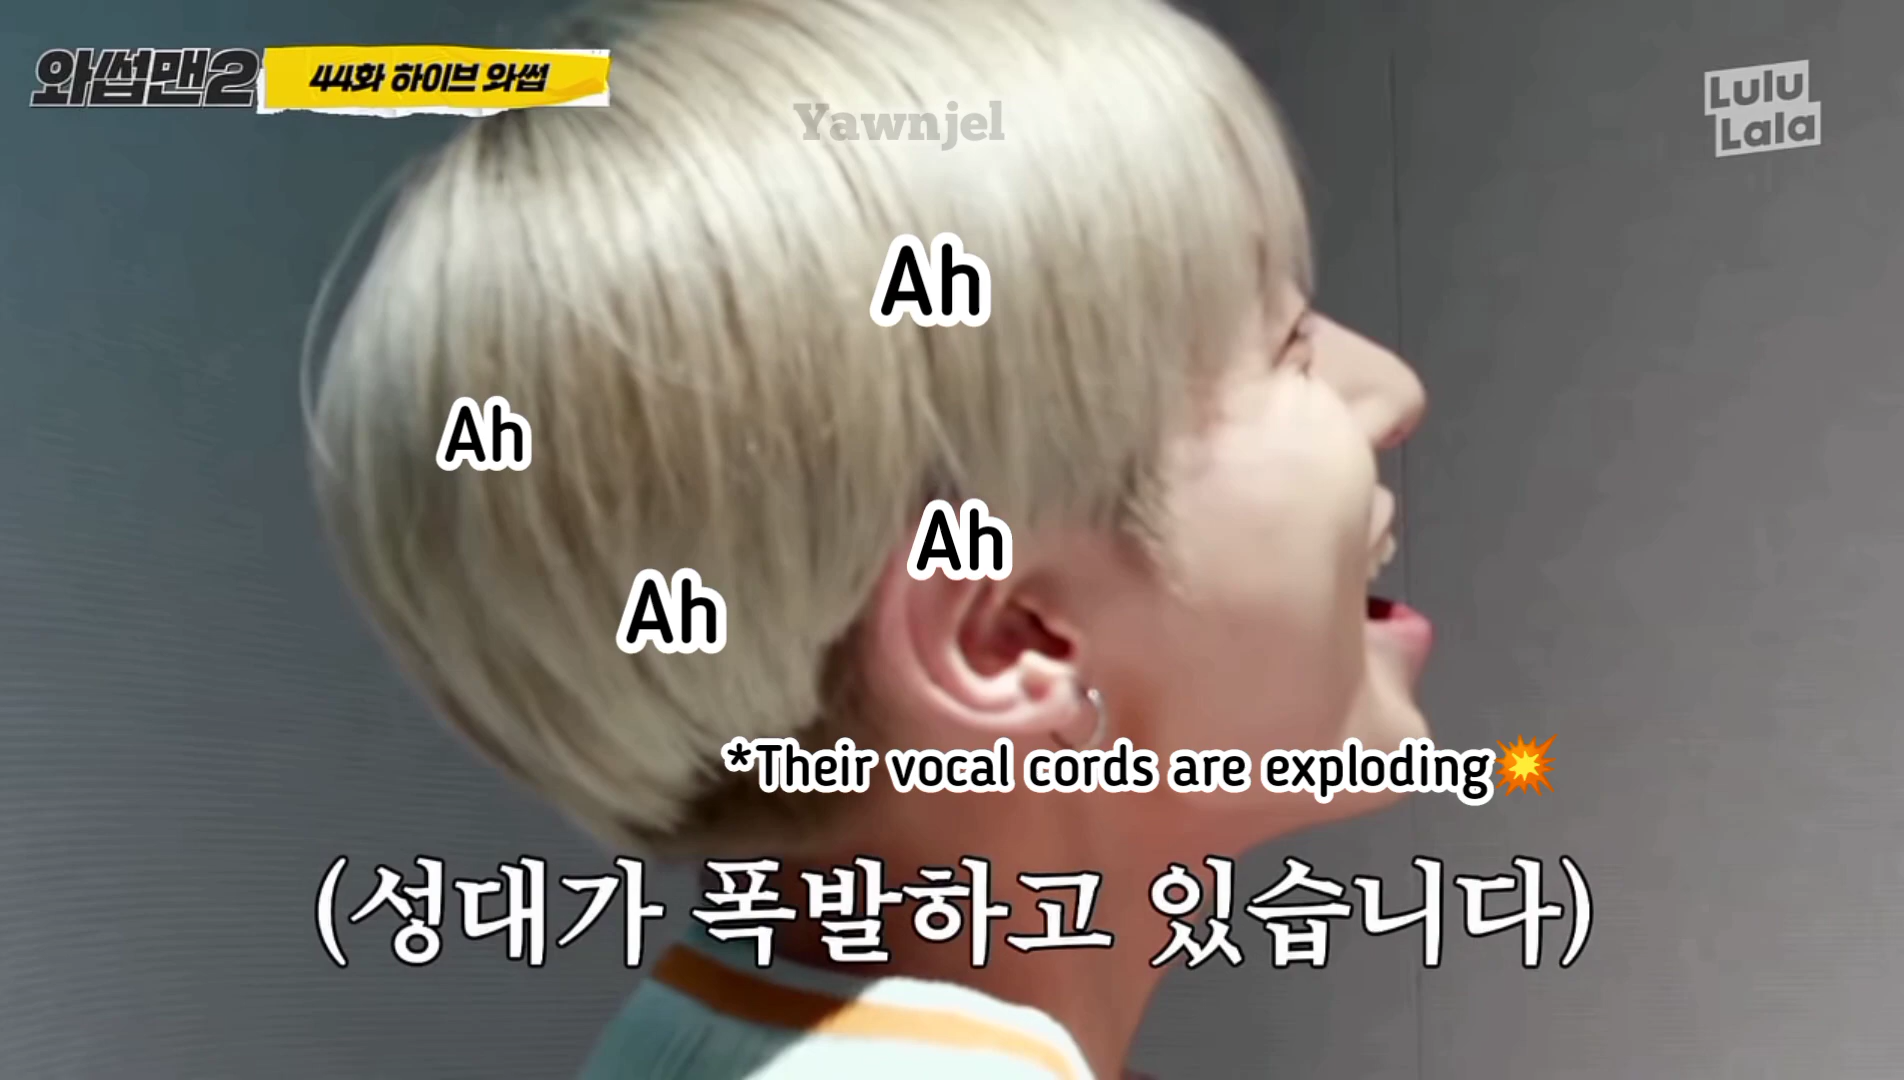 와썹맨2
44화 하이브 와썹
Lulu
Lala
Yawnjel
Ah
Ah
Ah
Ah
*Their vocal cords are exploding💥
(성대가 폭발하고 있습니다)